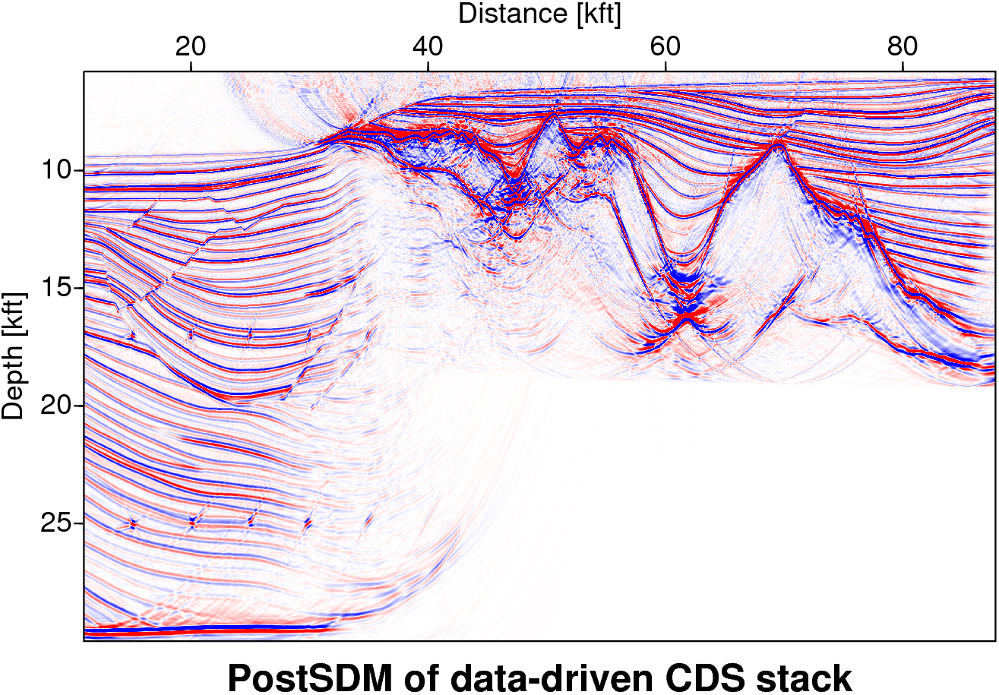 Distance [kft]
20 40 60 80
Depth [kft]
10
15
20
25
PostSDM of data-driven CDS stack